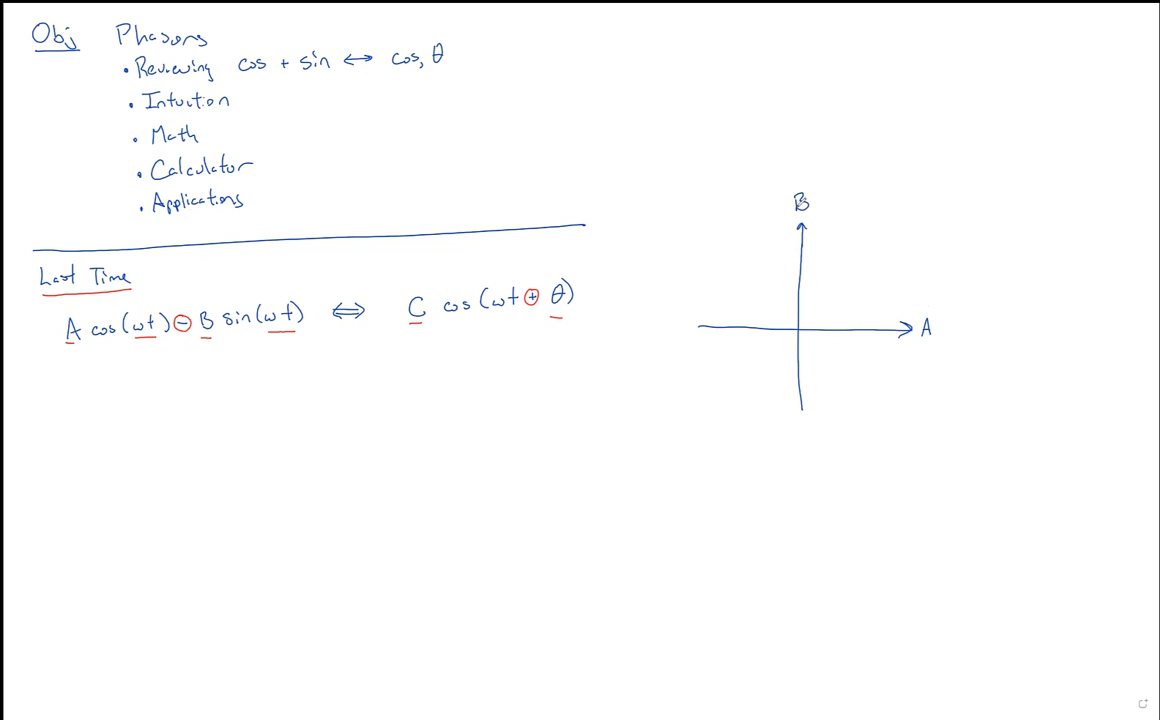 Obj Phasors
• Reviewing cos + sin ↔ cos, θ
• Intuition
• Math
• Calculator
• Applications
Last Time
A cos(ωt) − B sin(ωt) ⇔ C cos(ωt + θ)
B
A